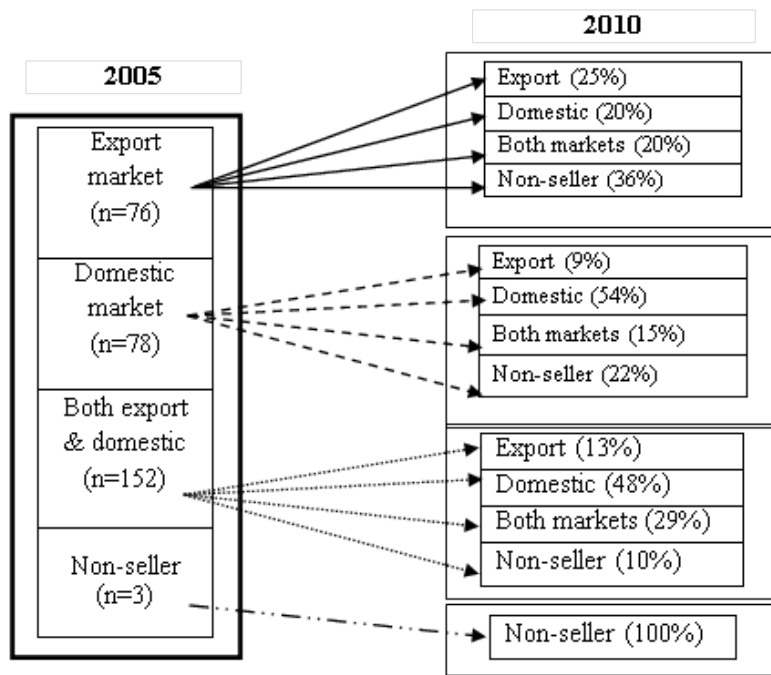 2005
Export
market
(n=76)
Domestic
market
(n=78)
Both export
& domestic
(n=152)
Non-seller
(n=3)
2010
Export (25%)
Domestic (20%)
Both markets (20%)
Non-seller (36%)
Export (9%)
Domestic (54%)
Both markets (15%)
Non-seller (22%)
Export (13%)
Domestic (48%)
Both markets (29%)
Non-seller (10%)
Non-seller (100%)